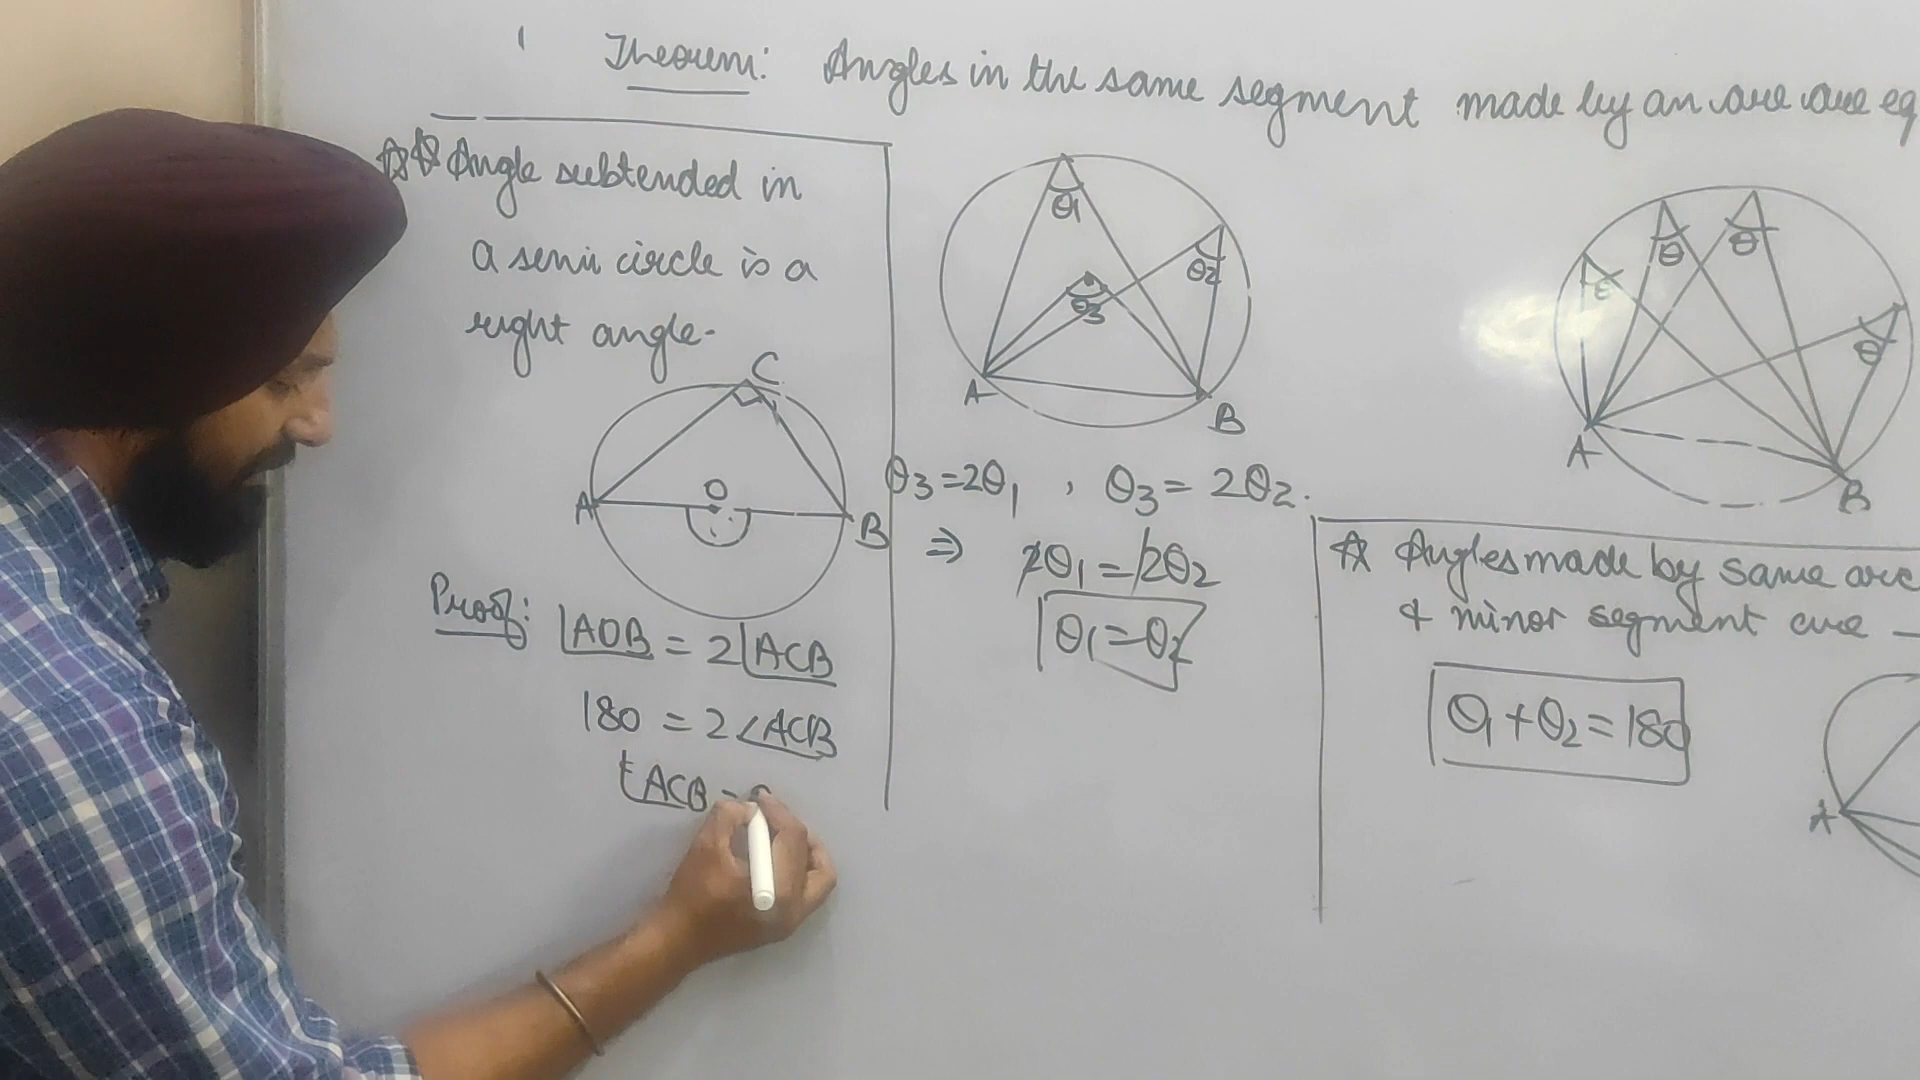 Theorem: Angles in the same segment made by an arc are eq
Angle subtended in
a semi circle is a
right angle.
C
A O B
Proof: ∠AOB = 2∠ACB
180 = 2∠ACB
∠ACB =
θ1
θ2
θ3
A B
θ3=2θ1 , θ3= 2θ2.
⇒ 2θ1=2θ2
θ1=θ2
θ θ
θ
θ
A B
☆ Angles made by same arc
& minor segment are
θ1+θ2=180
A